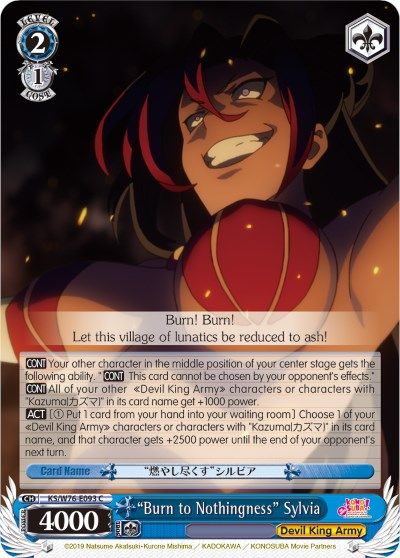 LEVEL
2
1
COST
Burn! Burn!
Let this village of lunatics be reduced to ash!
CONT Your other character in the middle position of your center stage gets the
following ability. "CONT This card cannot be chosen by your opponent's effects."
CONT All of your other «Devil King Army» characters or characters with
"Kazuma[カズマ]" in its card name get +1000 power.
ACT [① Put 1 card from your hand into your waiting room] Choose 1 of your
«Devil King Army» characters or characters with "Kazuma[カズマ]" in its card
name, and that character gets +2500 until the end of your opponent's
next turn.
Card Name
"燃やし尽くす"シルビア
CH KS/W76-E093 C
POWER 4000
"Burn to Nothingness" Sylvia
KONO SUBA
Devil King Army
©2019 Natsume Akatsuki・Kurone Mishima / KADOKAWA / KONOSUBA Movie Partners